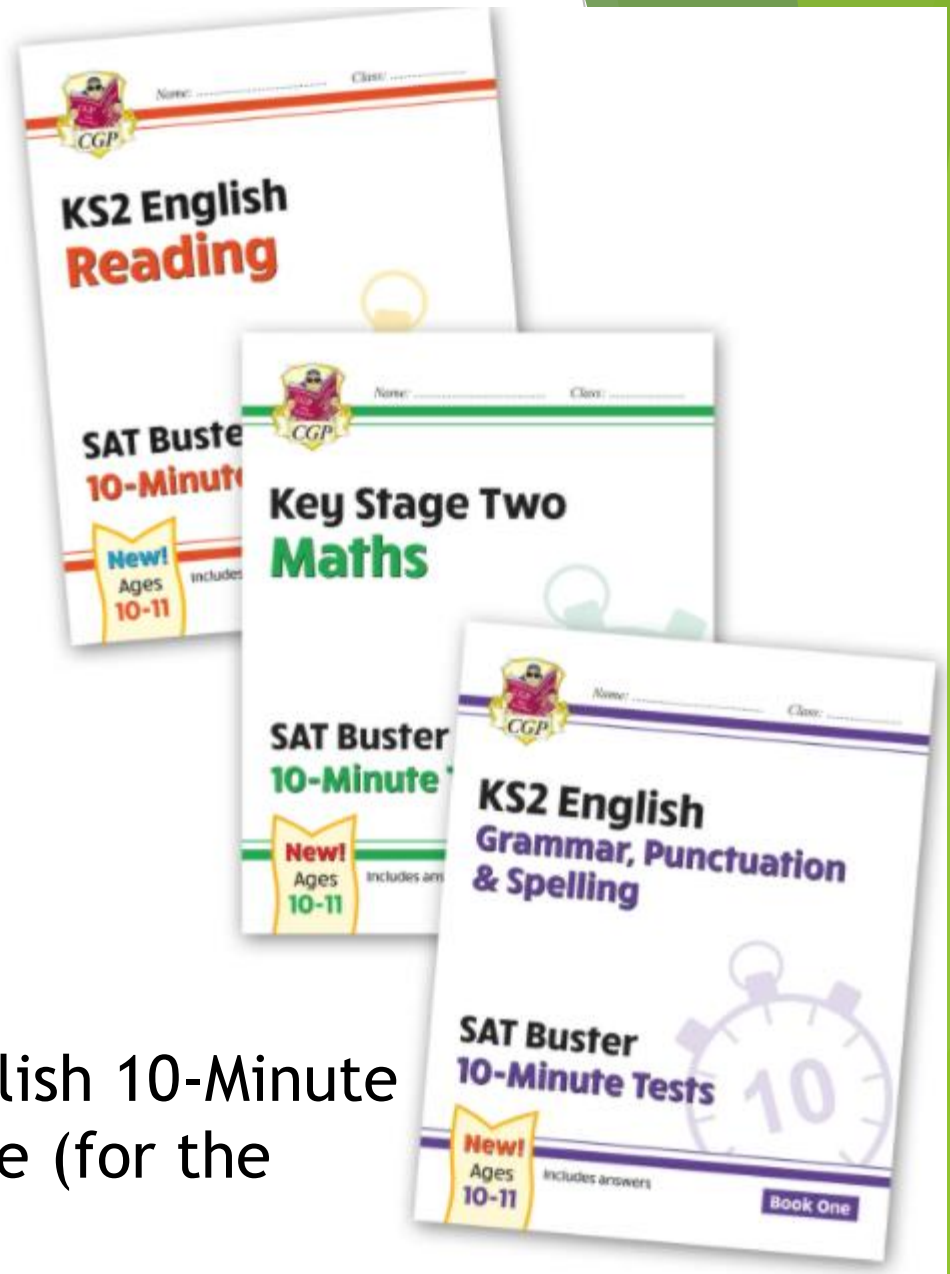 Name: Class:
CGP
KS2 English
Reading
SAT Buste
10-Minute
New!
Ages
10-11
includes
Name: Class:
CGP
Key Stage Two
Maths
SAT Buster
10-Minute
New!
Ages
10-11
includes ans
Name: Class:
CGP
KS2 English
Grammar, Punctuation
& Spelling
10
SAT Buster
10-Minute Tests
New!
Ages
10-11
includes answers
Book One
lish 10-Minute
e (for the